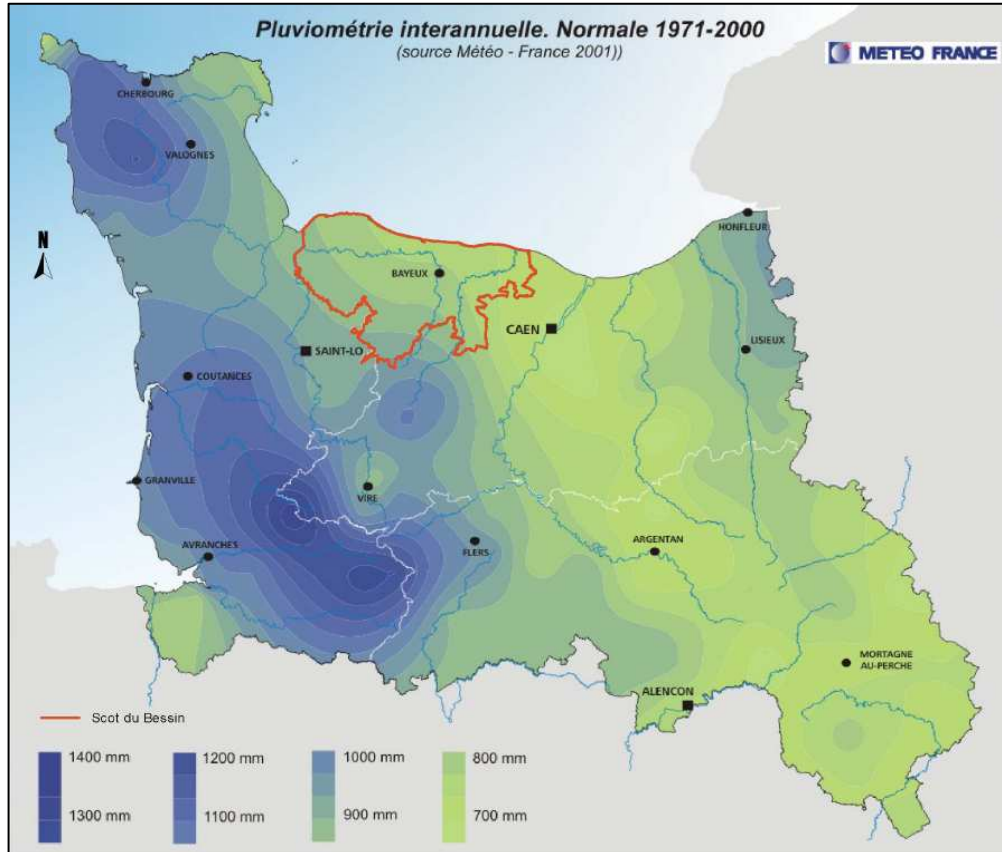 Pluviométrie interannuelle. Normale 1971-2000
(source Météo - France 2001))
METEO FRANCE
CHERBOURG
VALOGNES
HONFLEUR
N
BAYEUX
CAEN
SAINT-LO
LISIEUX
COUTANCES
GRANVILLE
VIRE
AVRANCHES
FLERS
ARGENTAN
MORTAGNE
AU-PERCHE
ALENCON
Scot du Bessin
1400 mm
1200 mm
1000 mm
800 mm
1300 mm
1100 mm
900 mm
700 mm